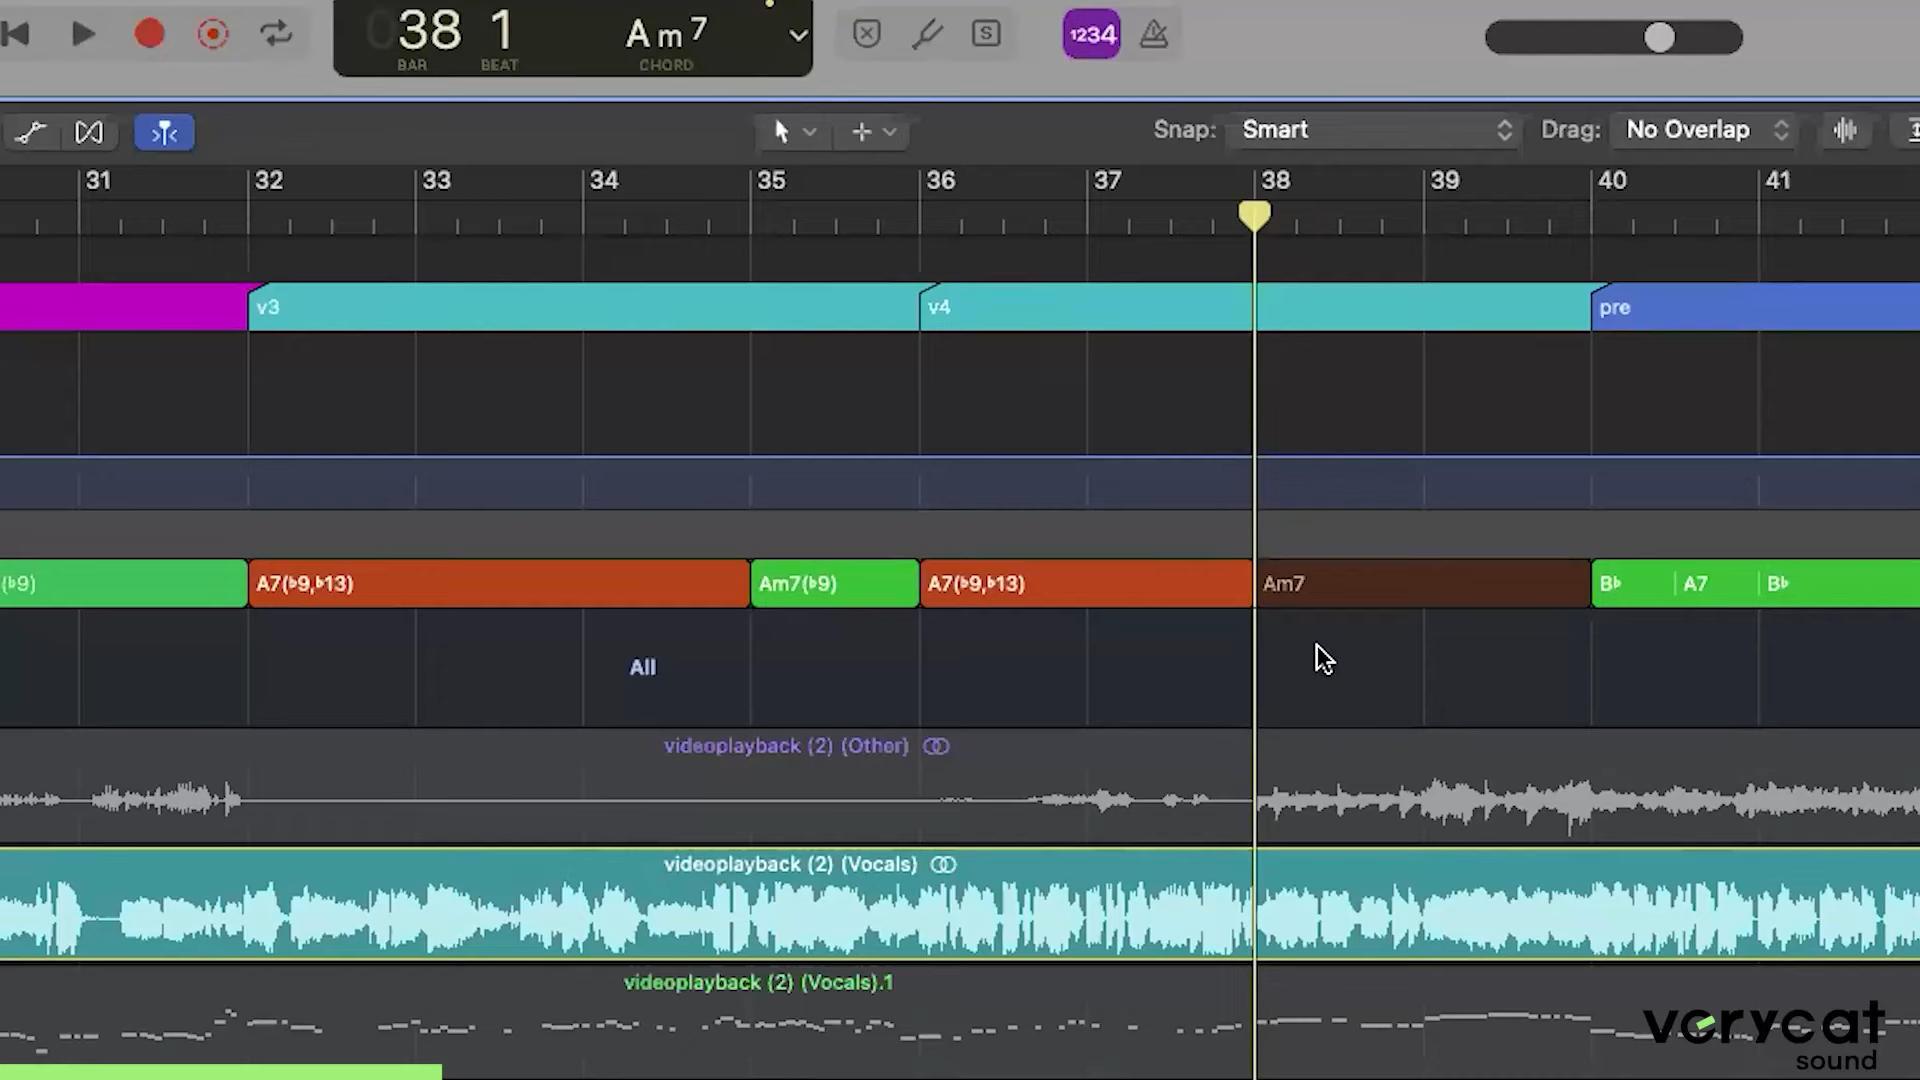 038 1 Am7
BAR BEAT CHORD
S
1234
Snap: Smart Drag: No Overlap
31 32 33 34 35 36 37 38 39 40 41
v3 v4 pre
(♭9) A7(♭9,♭13) Am7(♭9) A7(♭9,♭13) Am7 B♭ A7 B♭
All
videoplayback (2) (Other)
videoplayback (2) (Vocals)
videoplayback (2) (Vocals).1
verycat
sound